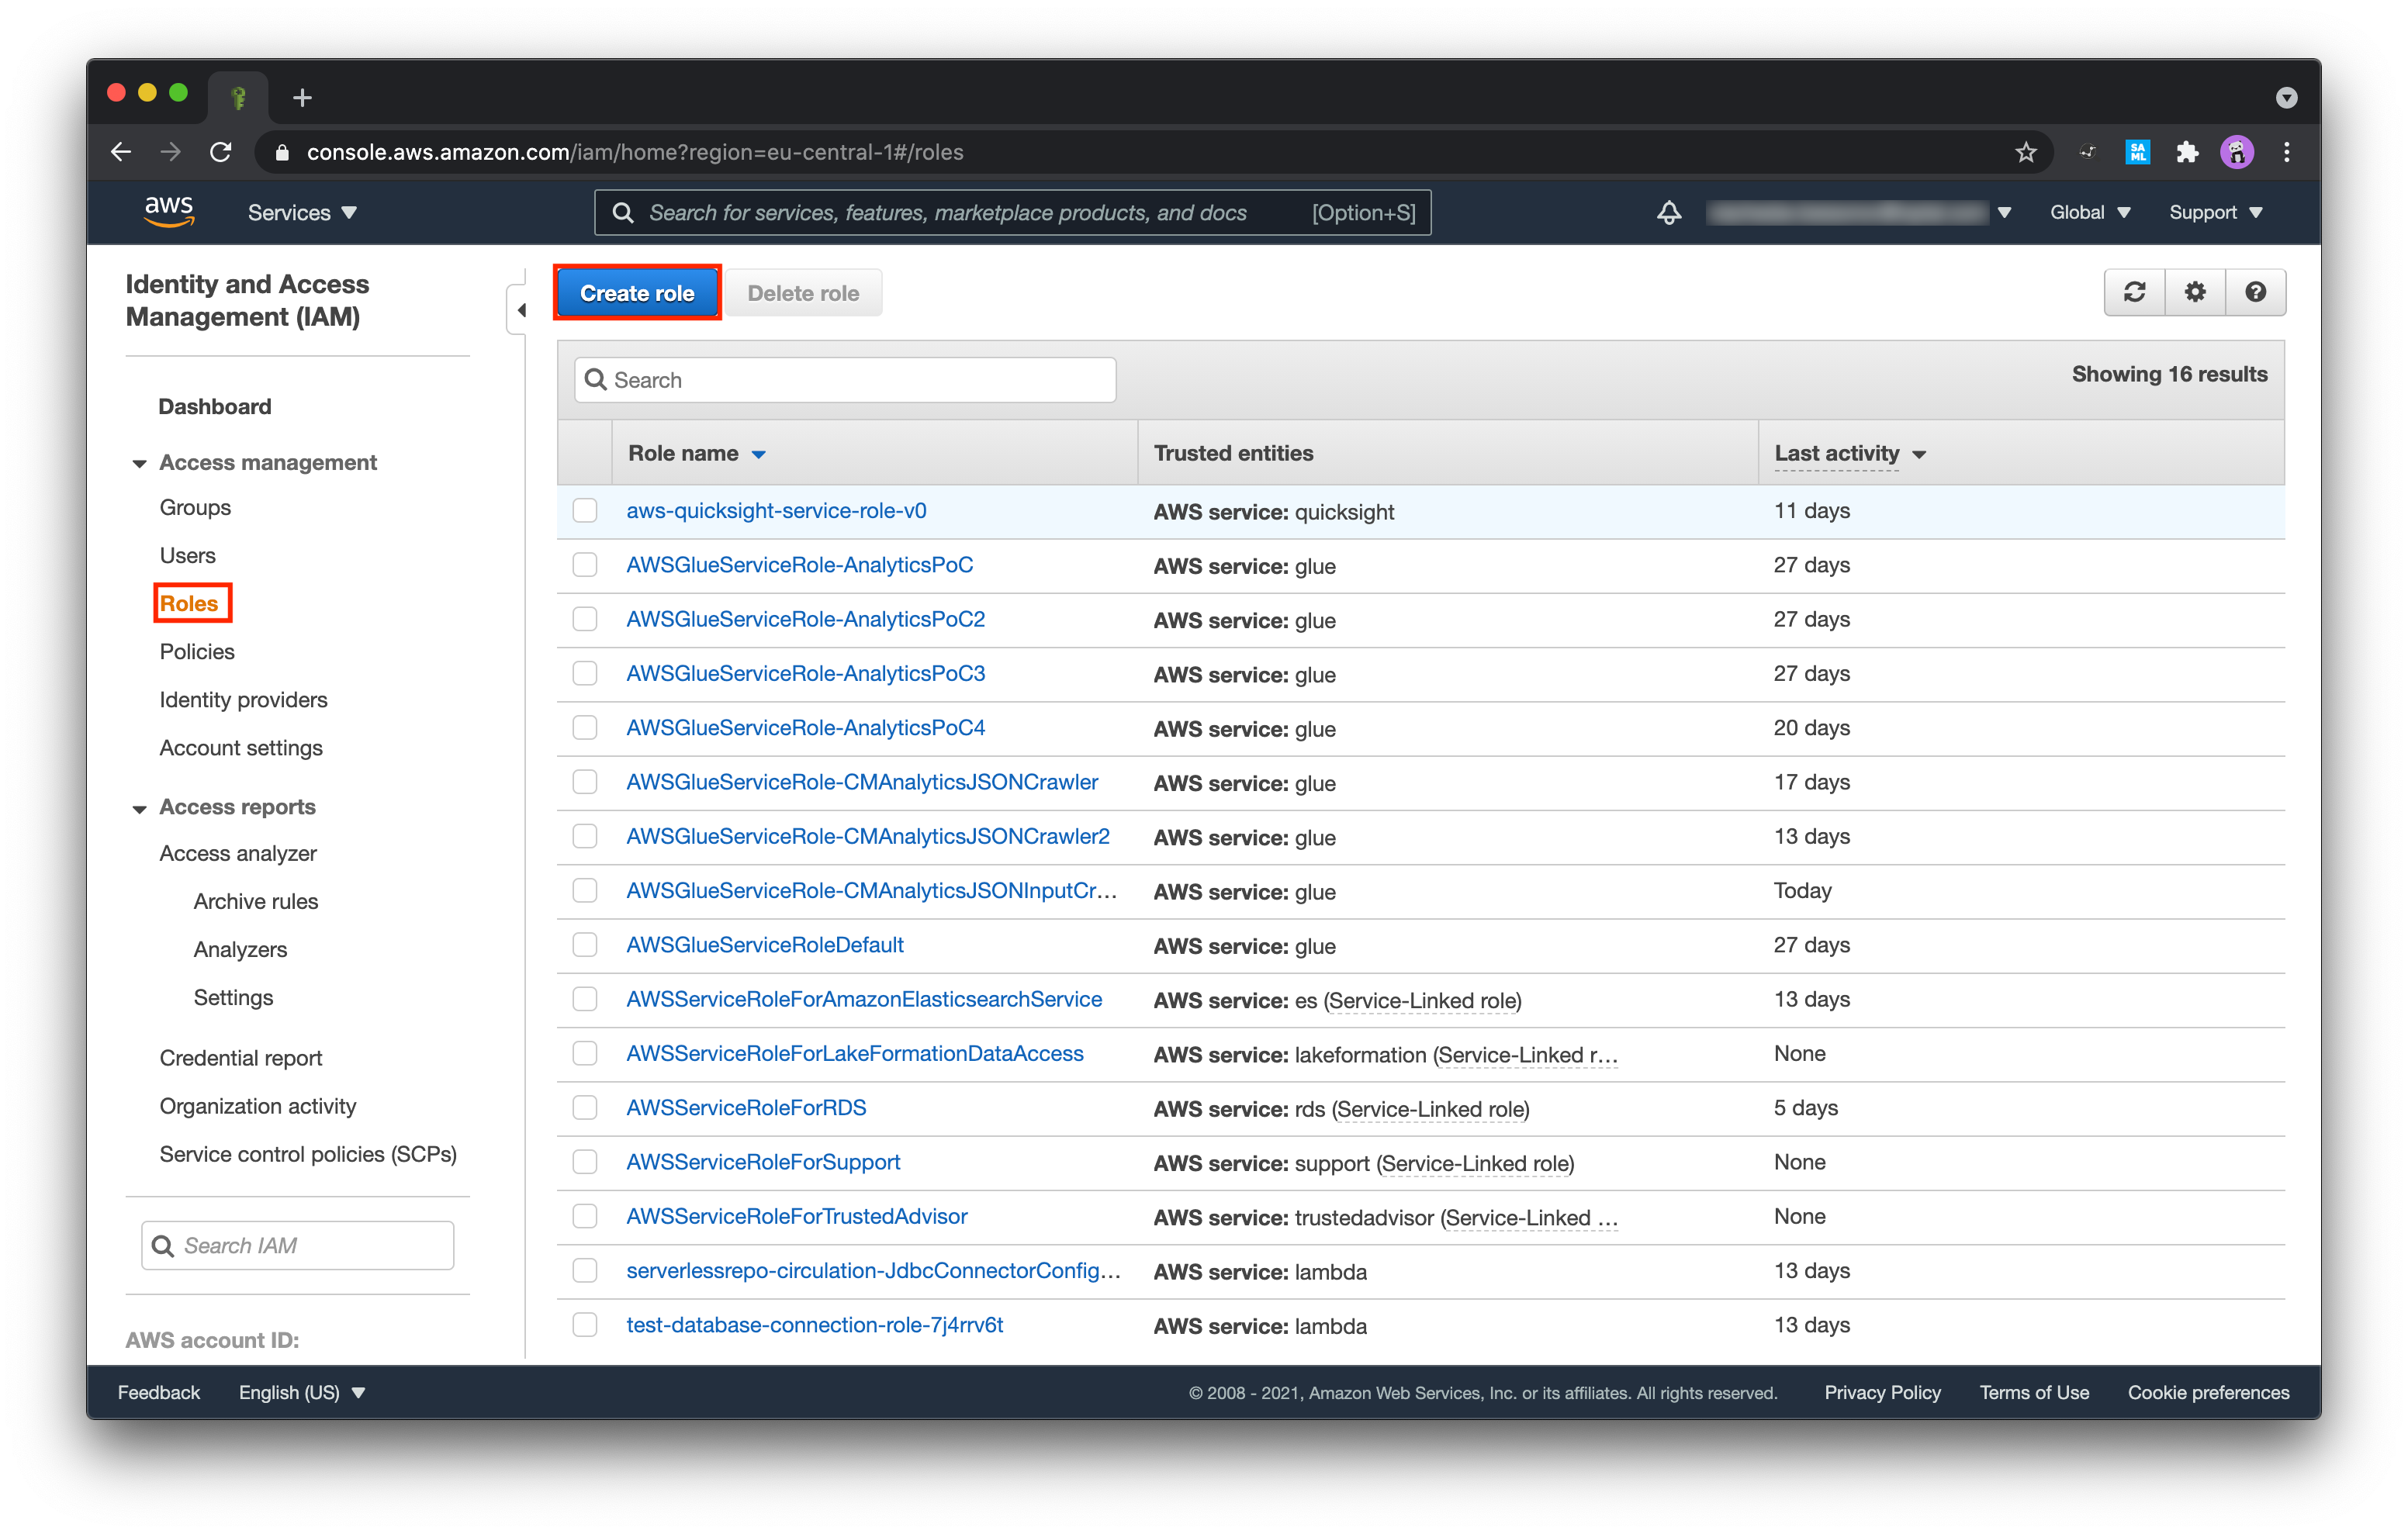 console.aws.amazon.com/iam/home?region=eu-central-1#/roles
SA
ML
aws
Services
Search for services, features, marketplace products, and docs [Option+S]
Global
Support
Identity and Access
Management (IAM)
Dashboard
Access management
Groups
Users
Roles
Policies
Identity providers
Account settings
Access reports
Access analyzer
Archive rules
Analyzers
Settings
Credential report
Organization activity
Service control policies (SCPs)
Search IAM
AWS account ID:
Create role
Delete role
Search
Showing 16 results
Role name Trusted entities Last activity
aws-quicksight-service-role-v0 AWS service: quicksight 11 days
AWSGlueServiceRole-AnalyticsPoC AWS service: glue 27 days
AWSGlueServiceRole-AnalyticsPoC2 AWS service: glue 27 days
AWSGlueServiceRole-AnalyticsPoC3 AWS service: glue 27 days
AWSGlueServiceRole-AnalyticsPoC4 AWS service: glue 20 days
AWSGlueServiceRole-CMAnalyticsJSONCrawler AWS service: glue 17 days
AWSGlueServiceRole-CMAnalyticsJSONCrawler2 AWS service: glue 13 days
AWSGlueServiceRole-CMAnalyticsJSONInputCr... AWS service: glue Today
AWSGlueServiceRoleDefault AWS service: glue 27 days
AWSServiceRoleForAmazonElasticsearchService AWS service: es (Service-Linked role) 13 days
AWSServiceRoleForLakeFormationDataAccess AWS service: lakeformation (Service-Linked r... None
AWSServiceRoleForRDS AWS service: rds (Service-Linked role) 5 days
AWSServiceRoleForSupport AWS service: support (Service-Linked role) None
AWSServiceRoleForTrustedAdvisor AWS service: trustedadvisor (Service-Linked ... None
serverlessrepo-circulation-JdbcConnectorConfig... AWS service: lambda 13 days
test-database-connection-role-7j4rrv6t AWS service: lambda 13 days
Feedback
English (US)
© 2008 - 2021, Amazon Web Services, Inc. or its affiliates. All rights reserved.
Privacy Policy
Terms of Use
Cookie preferences